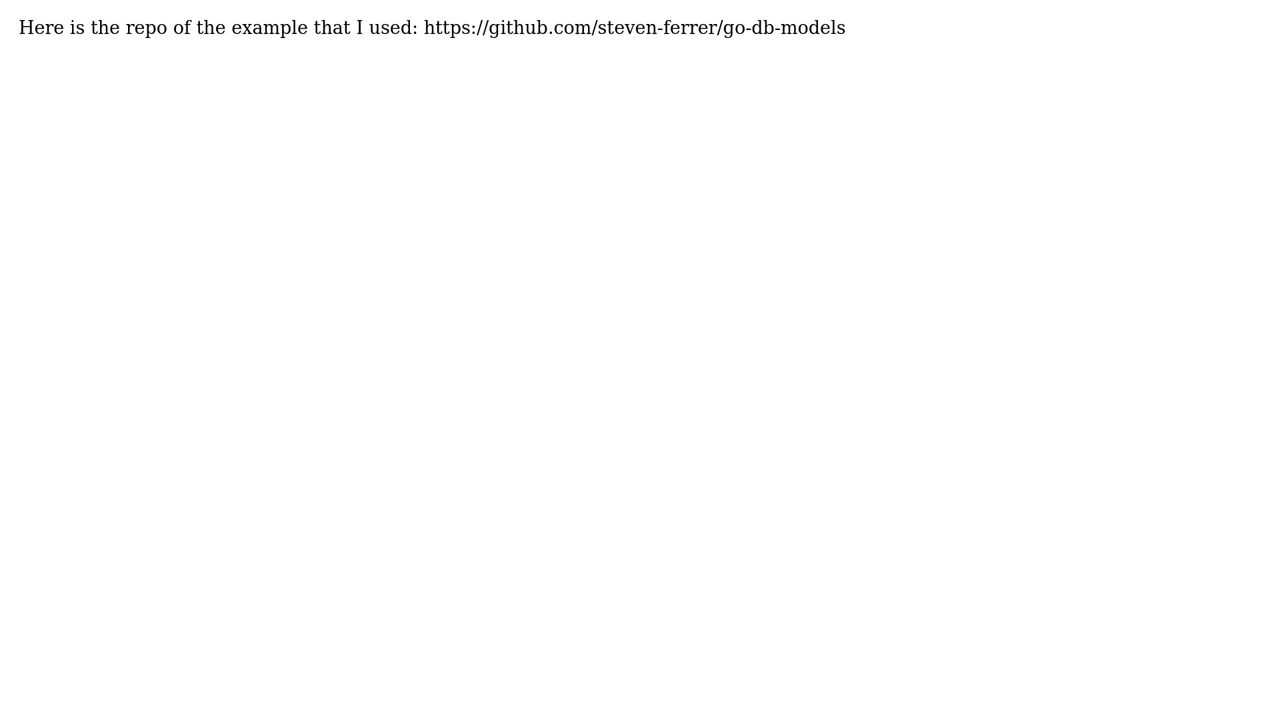 Here is the repo of the example that I used: https://github.com/steven-ferrer/go-db-models